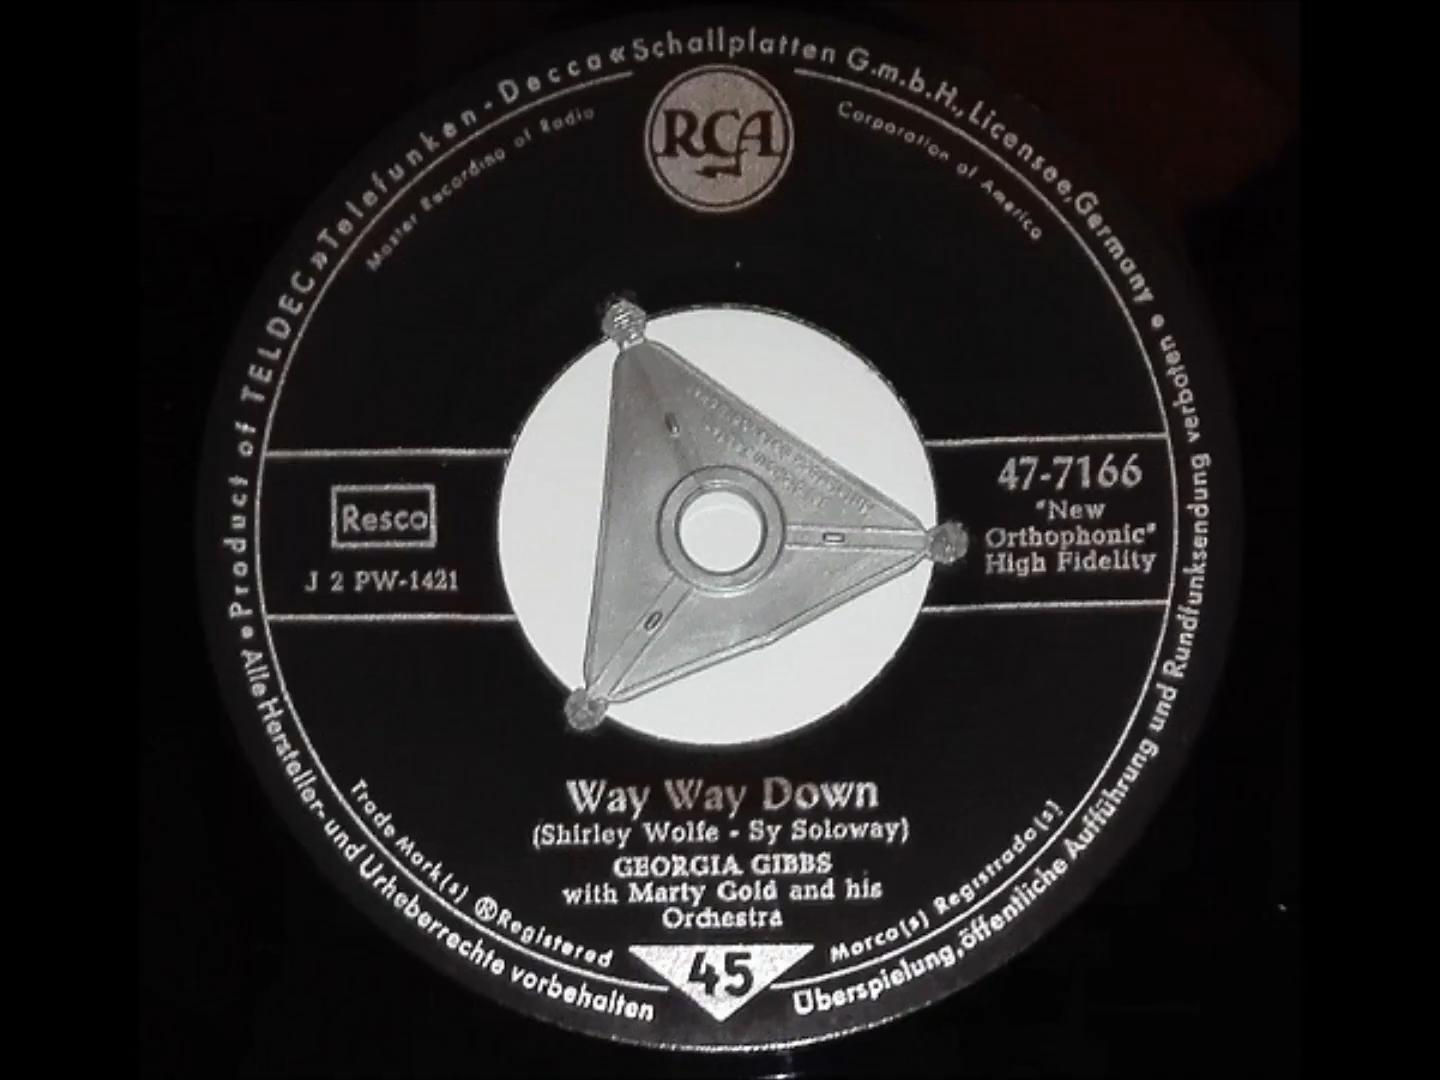 • Product of TELDEC »Telefunken - Decca« Schallplatten G.m.b.H., Licensee, Germany •
Master Recording of Radio
Corporation of America
RCA
Resco
J 2 PW-1421
47-7166
"New
Orthophonic"
High Fidelity
Way Way Down
(Shirley Wolfe - Sy Soloway)
GEORGIA GIBBS
with Marty Gold and his
Orchestra
45
Trade Mark(s) ® Registered
Marca(s) Registrada(s)
Alle Hersteller- und Urheberrechte vorbehalten
Überspielung, öffentliche Aufführung und Rundfunksendung verboten